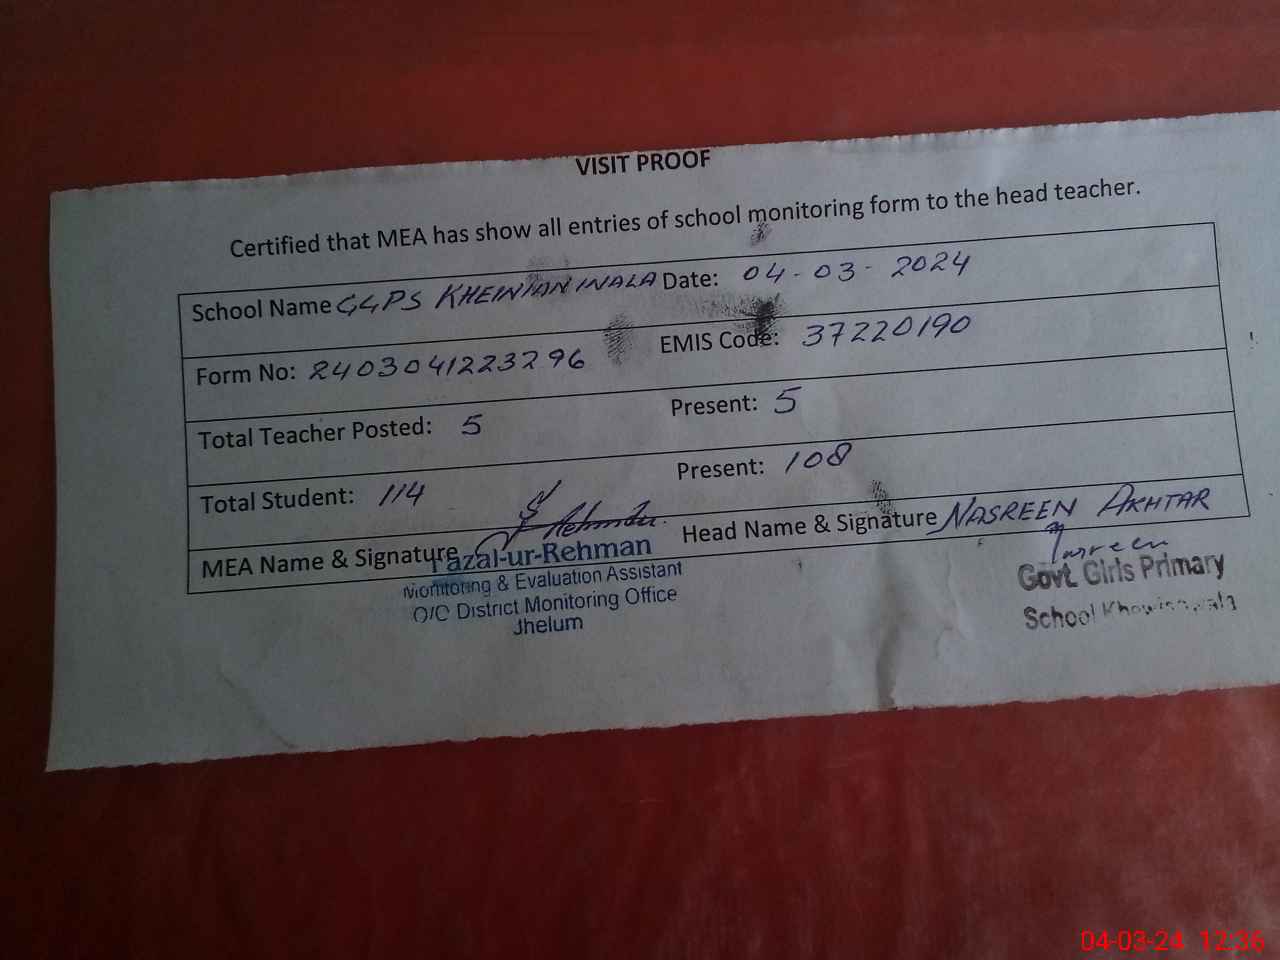 VISIT PROOF
Certified that MEA has show all entries of school monitoring form to the head teacher.
School Name GGPS KHEINIANWALA Date: 04-03-2024
Form No: 2403041223296 EMIS Code: 37220190
Total Teacher Posted: 5 Present: 5
Total Student: 114 Present: 108
MEA Name & Signature Head Name & Signature NASREEN AKHTAR
Fazal-ur-Rehman Nasreen
Monitoring & Evaluation Assistant Govt. Girls Primary
O/C District Monitoring Office School
Jhelum
04-03-24 12:36